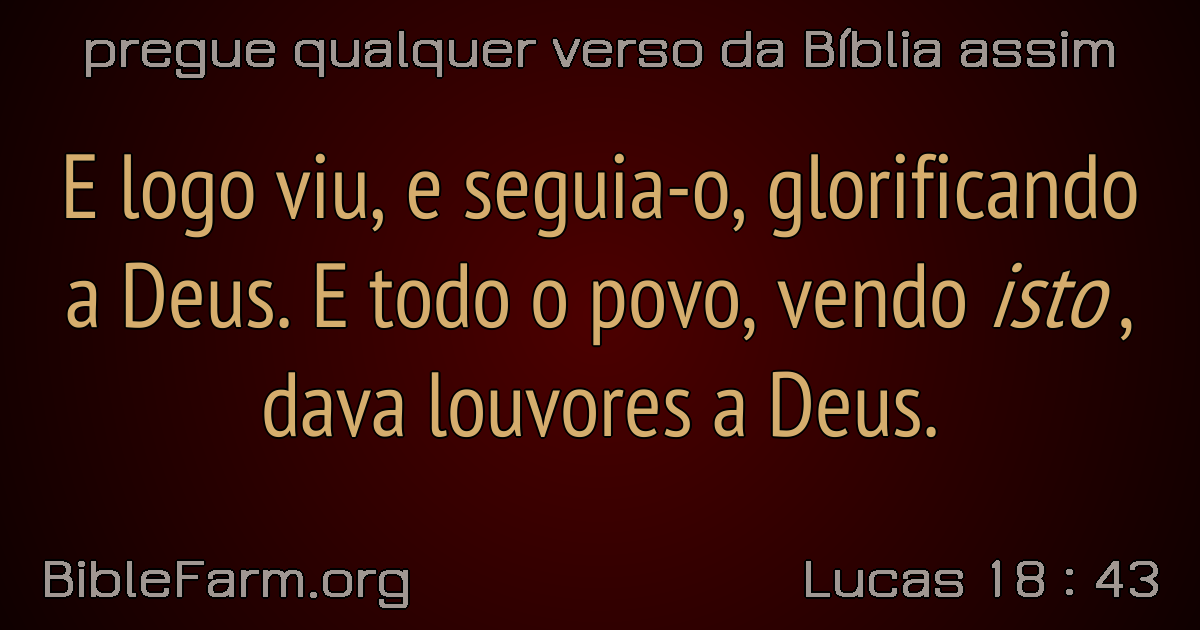 pregue qualquer verso da Bíblia assim
E logo viu, e seguia-o, glorificando
a Deus. E todo o povo, vendo isto ,
dava louvores a Deus.
BibleFarm.org
Lucas 18 : 43